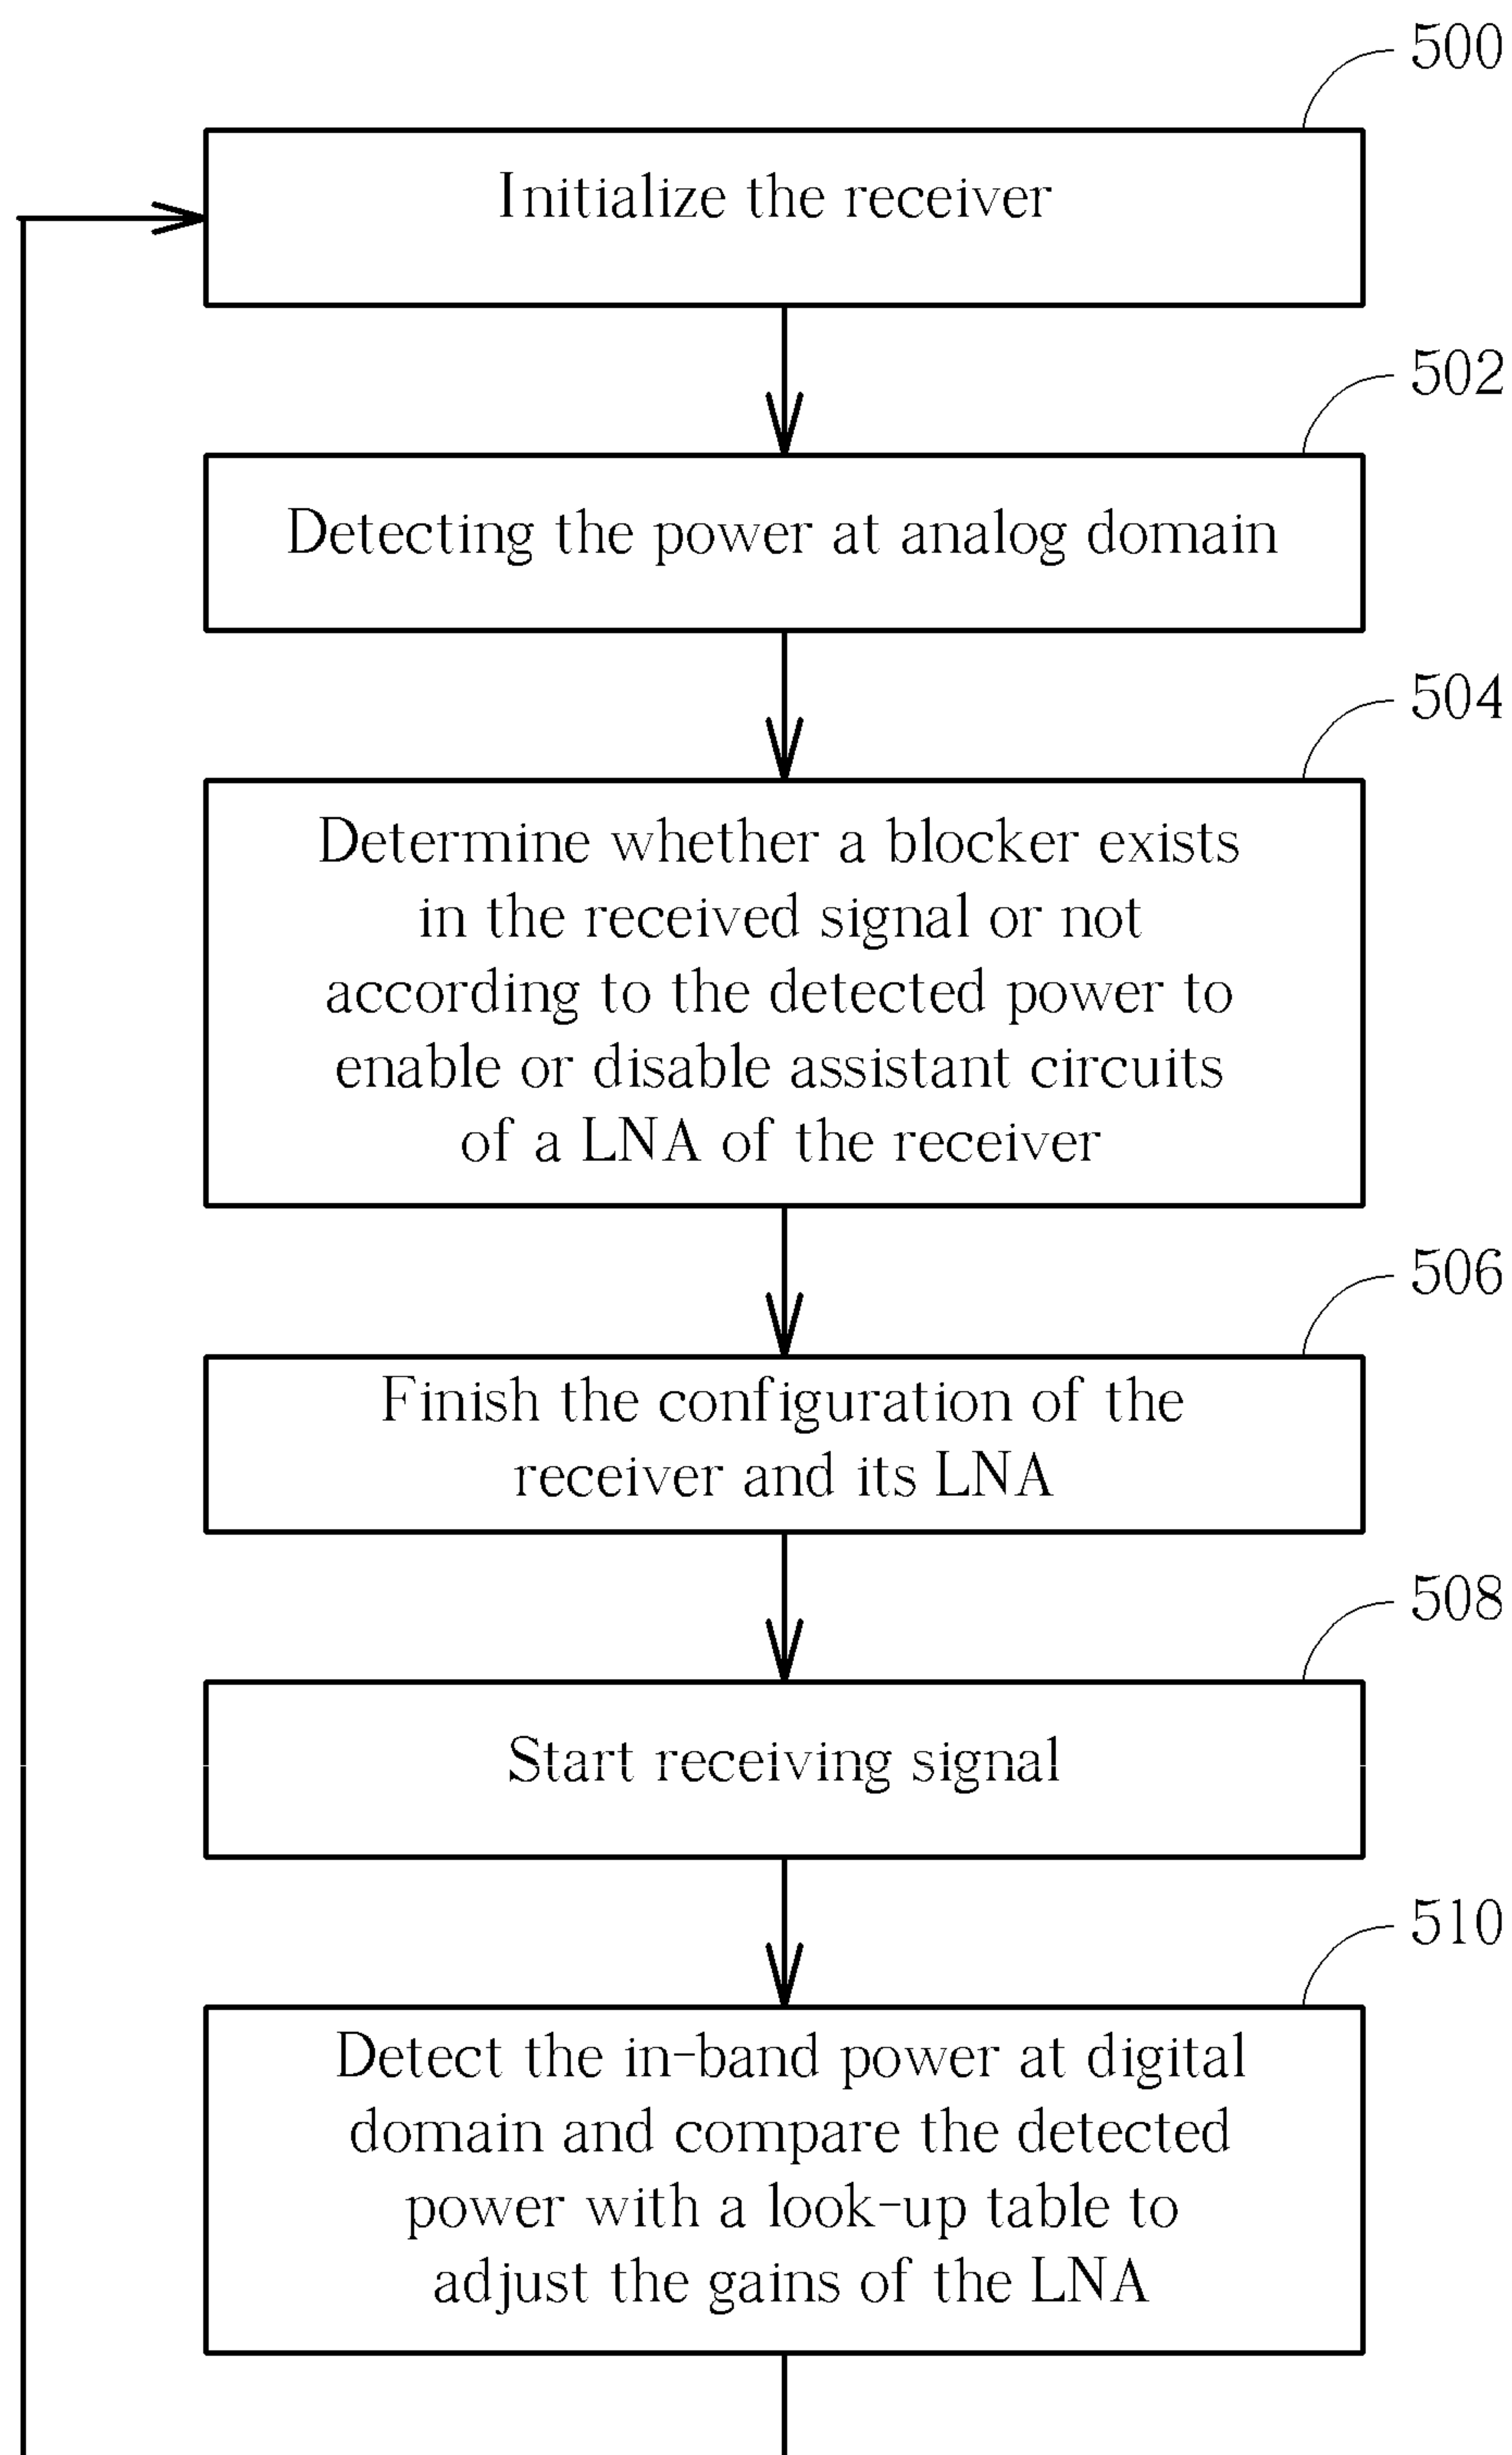 500
Initialize the receiver
502
Detecting the power at analog domain
504
Determine whether a blocker exists
in the received signal or not
according to the detected power to
enable or disable assistant circuits
of a LNA of the receiver
506
Finish the configuration of the
receiver and its LNA
508
Start receiving signal
510
Detect the in-band power at digital
domain and compare the detected
power with a look-up table to
adjust the gains of the LNA